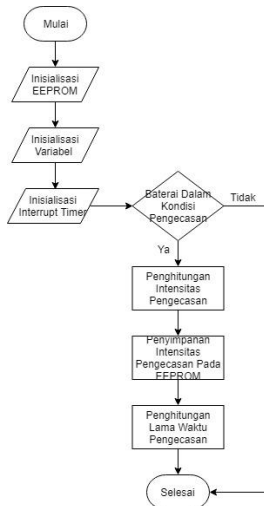 Mulai
Inisialisasi
EEPROM
Inisialisasi
Variabel
Inisialisasi
Interrupt Timer
Baterai Dalam
Kondisi
Pengecasan
Tidak
Ya
Penghitungan
Intensitas
Pengecasan
Penyimpanan
Intensitas
Pengecasan Pada
EEPROM
Penghitungan
Lama Waktu
Pengecasan
Selesai